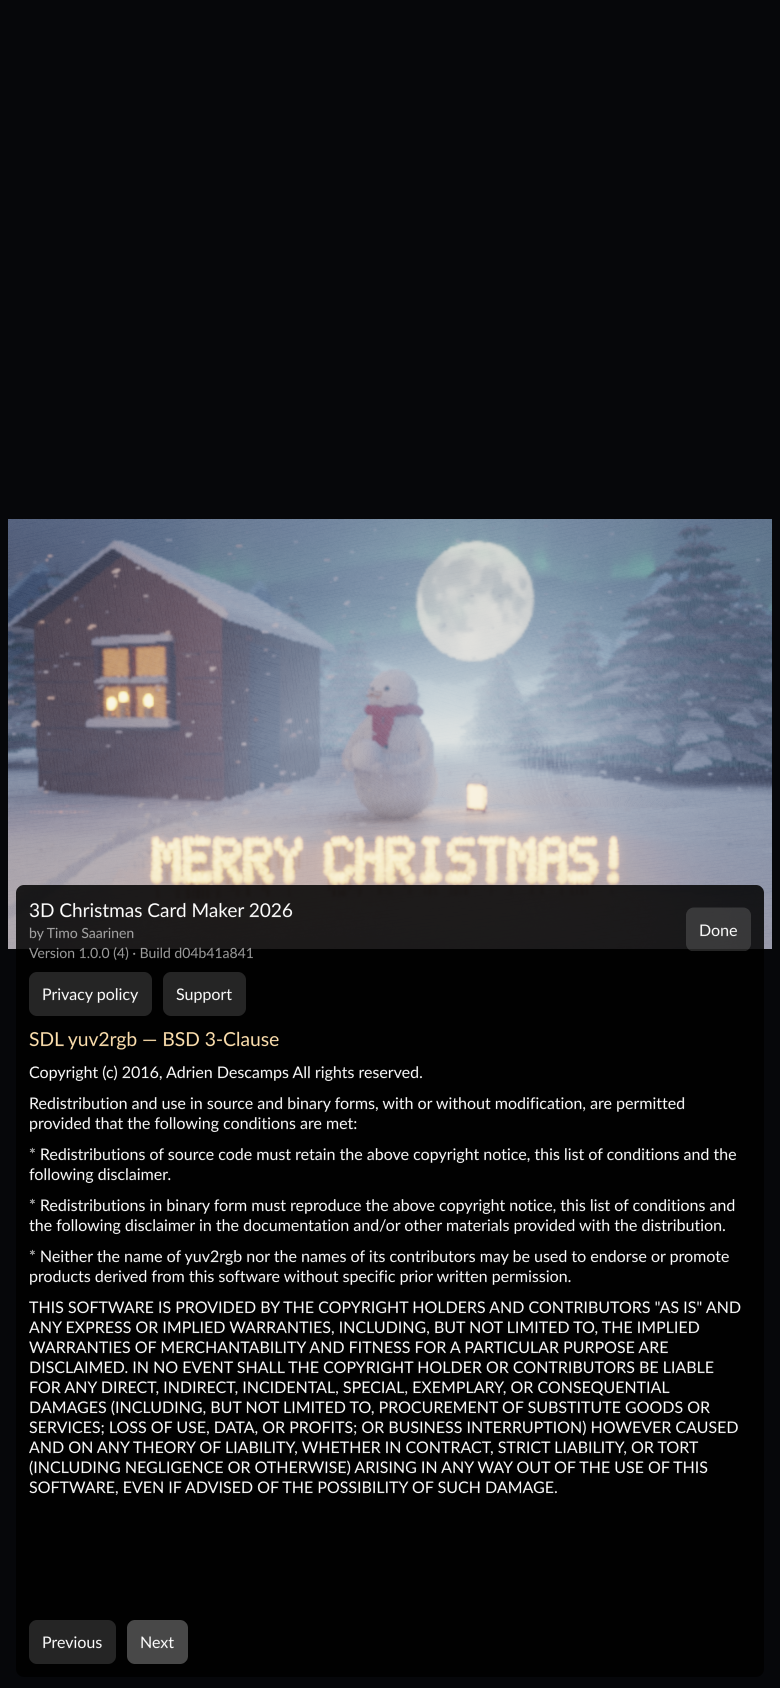 MERRY CHRISTMAS!
3D Christmas Card Maker 2026
by Timo Saarinen
Version 1.0.0 (4) · Build d04b41a841
Done
Privacy policy
Support
SDL yuv2rgb — BSD 3-Clause
Copyright (c) 2016, Adrien Descamps All rights reserved.
Redistribution and use in source and binary forms, with or without modification, are permitted
provided that the following conditions are met:
* Redistributions of source code must retain the above copyright notice, this list of conditions and the
following disclaimer.
* Redistributions in binary form must reproduce the above copyright notice, this list of conditions and
the following disclaimer in the documentation and/or other materials provided with the distribution.
* Neither the name of yuv2rgb nor the names of its contributors may be used to endorse or promote
products derived from this software without specific prior written permission.
THIS SOFTWARE IS PROVIDED BY THE COPYRIGHT HOLDERS AND CONTRIBUTORS "AS IS" AND
ANY EXPRESS OR IMPLIED WARRANTIES, INCLUDING, BUT NOT LIMITED TO, THE IMPLIED
WARRANTIES OF MERCHANTABILITY AND FITNESS FOR A PARTICULAR PURPOSE ARE
DISCLAIMED. IN NO EVENT SHALL THE COPYRIGHT HOLDER OR CONTRIBUTORS BE LIABLE
FOR ANY DIRECT, INDIRECT, INCIDENTAL, SPECIAL, EXEMPLARY, OR CONSEQUENTIAL
DAMAGES (INCLUDING, BUT NOT LIMITED TO, PROCUREMENT OF SUBSTITUTE GOODS OR
SERVICES; LOSS OF USE, DATA, OR PROFITS; OR BUSINESS INTERRUPTION) HOWEVER CAUSED
AND ON ANY THEORY OF LIABILITY, WHETHER IN CONTRACT, STRICT LIABILITY, OR TORT
(INCLUDING NEGLIGENCE OR OTHERWISE) ARISING IN ANY WAY OUT OF THE USE OF THIS
SOFTWARE, EVEN IF ADVISED OF THE POSSIBILITY OF SUCH DAMAGE.
Previous
Next